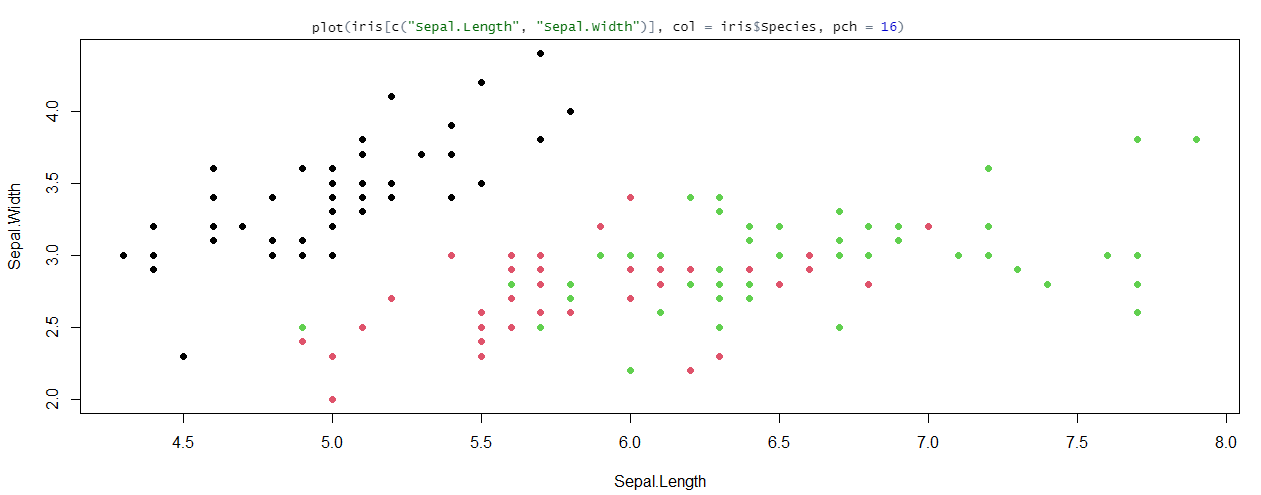 plot(iris[c("Sepal.Length", "Sepal.Width")], col = iris$Species, pch = 16)
4.0
3.5
3.0
2.5
2.0
Sepal.Width
4.5 5.0 5.5 6.0 6.5 7.0 7.5 8.0
Sepal.Length